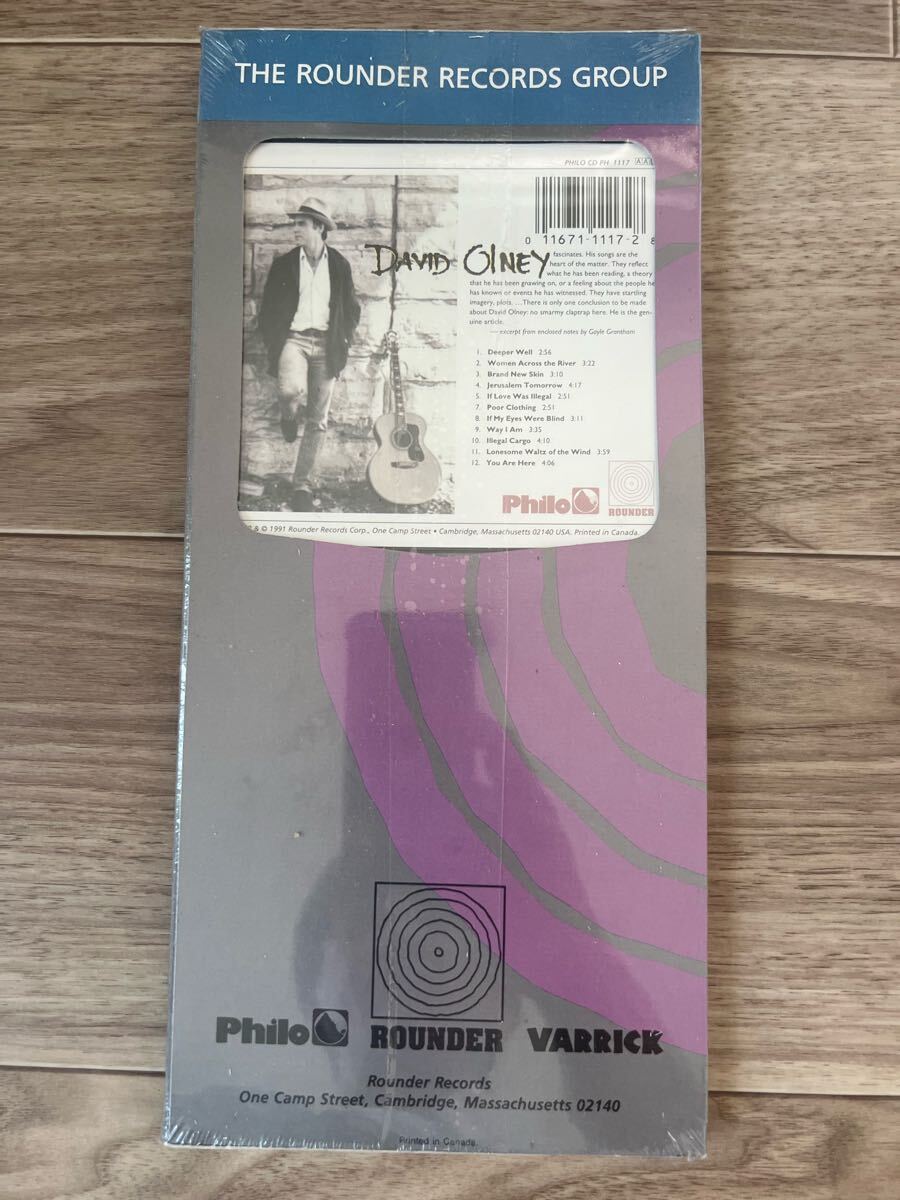 THE ROUNDER RECORDS GROUP
PHILO CD PH 1117
0 11671-1117-2 8
DAVID OLNEY
fascinates. His songs are the
heart of the matter. They reflect
what he has been reading, a theory
that he has been gnawing on, or a feeling about the people he
has known or events he has witnessed. They have startling
imagery, plots. ...There is only one conclusion to be made
about David Olney: no smarmy claptrap here. He is the gen-
uine article.
— excerpt from enclosed notes by Gayle Grantham
1. Deeper Well 2:56
2. Women Across the River 3:22
3. Brand New Skin 3:10
4. Jerusalem Tomorrow 4:17
5. If Love Was Illegal 2:51
7. Poor Clothing 2:51
8. If My Eyes Were Blind 3:11
9. Way I Am 3:35
10. Illegal Cargo 4:10
11. Lonesome Waltz of the Wind 3:59
12. You Are Here 4:06
Philo
ROUNDER
& © 1991 Rounder Records Corp., One Camp Street • Cambridge, Massachusetts 02140 USA. Printed in Canada.
Philo ROUNDER VARRICK
Rounder Records
One Camp Street, Cambridge, Massachusetts 02140
Printed in Canada.